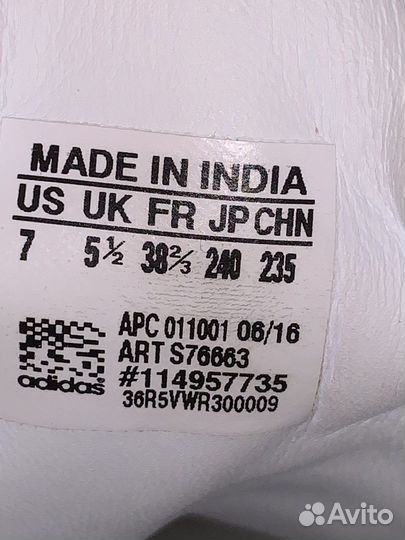 MADE IN INDIA
US UK FR JP CHN
7 5½ 38⅔ 240 235
APC 011001 06/16
ART S76663
#114957735
36R5VWR300009
adidas
Avito